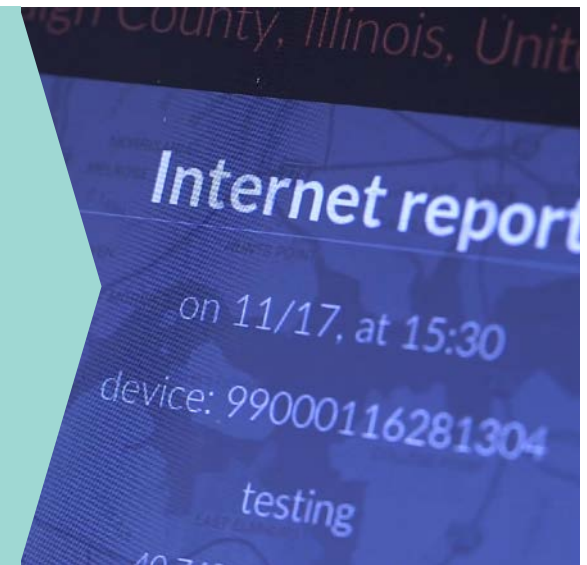 County, Illinois, Unit
Internet report
on 11/17, at 15:30
device: 99000116281304
testing